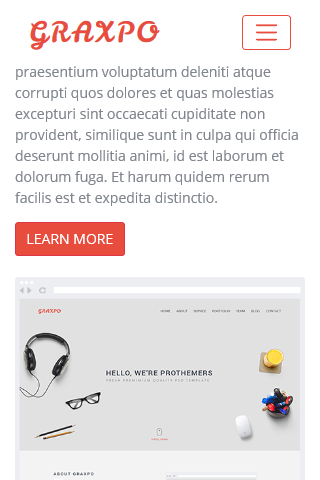 GRAXPO
praesentium voluptatum deleniti atque
corrupti quos dolores et quas molestias
excepturi sint occaecati cupiditate non
provident, similique sunt in culpa qui officia
deserunt mollitia animi, id est laborum et
dolorum fuga. Et harum quidem rerum
facilis est et expedita distinctio.
LEARN MORE
GRAXPO
HOME ABOUT SERVICE PORTFOLIO TEAM BLOG CONTACT
HELLO, WE'RE PROTHEMERS
FRESH PREMIMIUM QUALITY PSD TEMPLATE
ABOUT GRAXPO